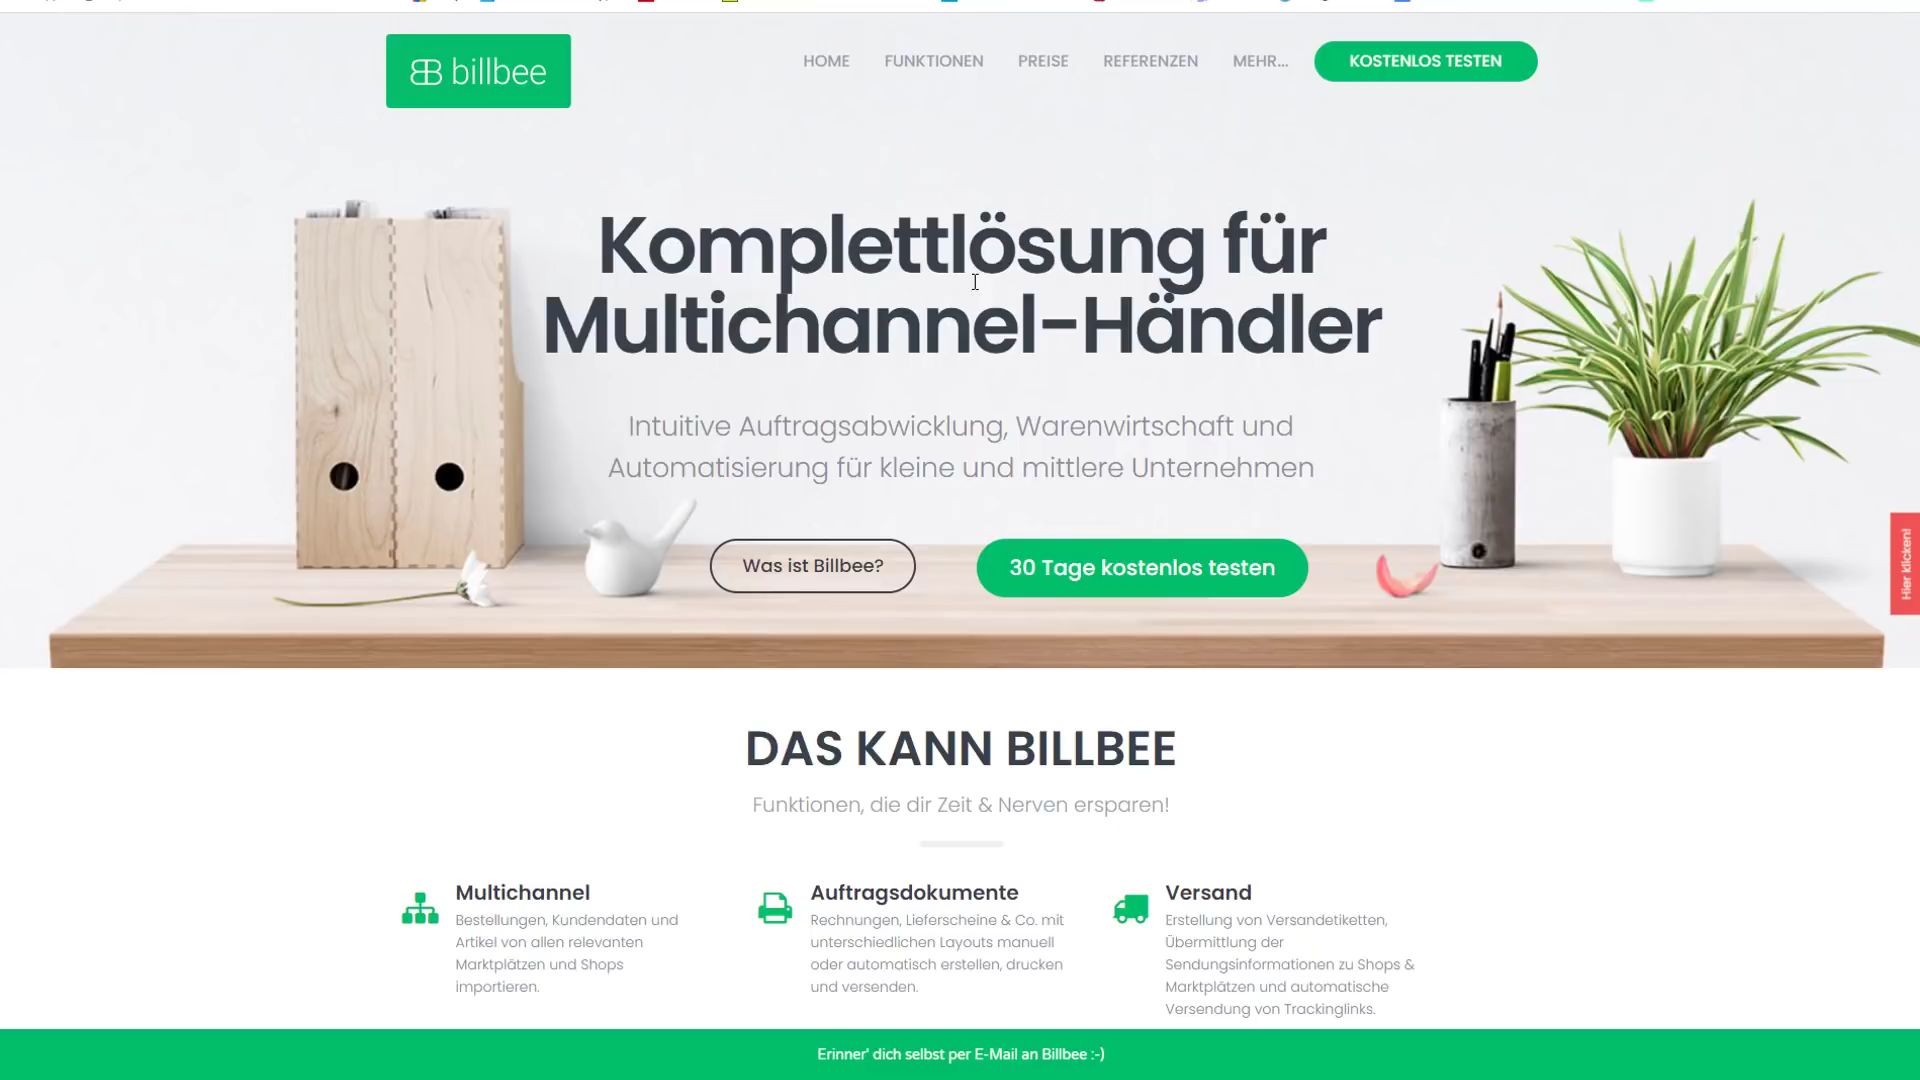 billbee
HOME FUNKTIONEN PREISE REFERENZEN MEHR... KOSTENLOS TESTEN
Komplettlösung für
Multichannel-Händler
Intuitive Auftragsabwicklung, Warenwirtschaft und
Automatisierung für kleine und mittlere Unternehmen
Was ist Billbee?
30 Tage kostenlos testen
Hier klicken!
DAS KANN BILLBEE
Funktionen, die dir Zeit & Nerven ersparen!
Multichannel
Bestellungen, Kundendaten und
Artikel von allen relevanten
Marktplätzen und Shops
importieren.
Auftragsdokumente
Rechnungen, Lieferscheine & Co. mit
unterschiedlichen Layouts manuell
oder automatisch erstellen, drucken
und versenden.
Versand
Erstellung von Versandetiketten,
Übermittlung der
Sendungsinformationen zu Shops &
Marktplätzen und automatische
Versendung von Trackinglinks.
Erinner' dich selbst per E-Mail an Billbee :-)